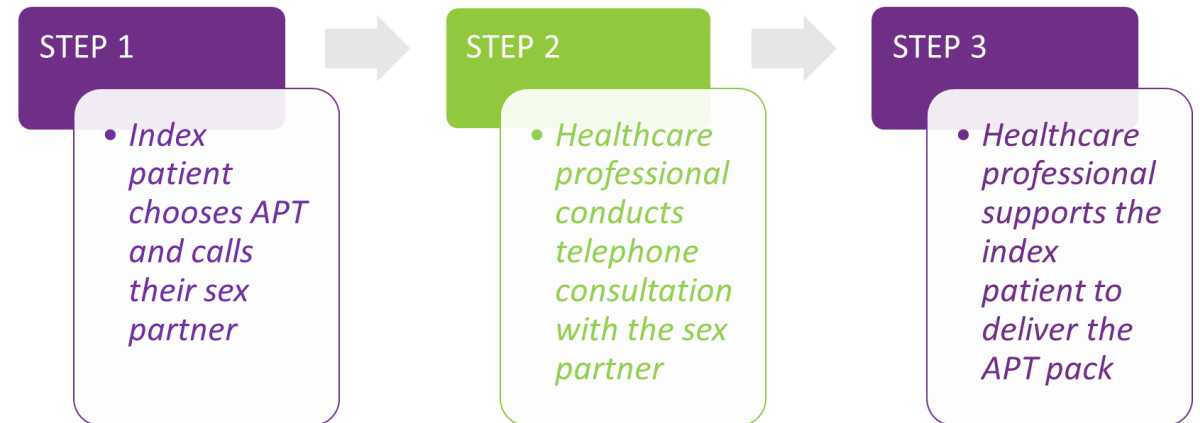 STEP 1
• Index
patient
chooses APT
and calls
their sex
partner
STEP 2
• Healthcare
professional
conducts
telephone
consultation
with the sex
partner
STEP 3
• Healthcare
professional
supports the
index
patient to
deliver the
APT pack